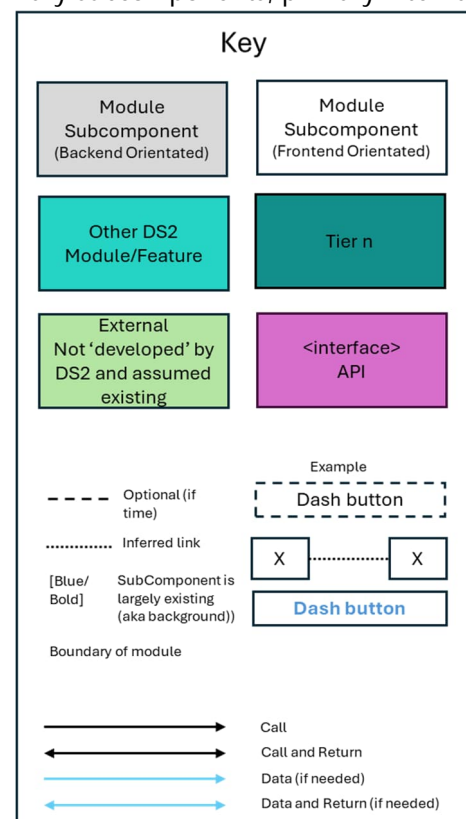 Key
Module
Subcomponent
(Backend Orientated)
Module
Subcomponent
(Frontend Orientated)
Other DS2
Module/Feature
Tier n
External
Not ‘developed’ by
DS2 and assumed
existing
<interface>
API
Example
Optional (if
time)
Dash button
Inferred link
X
X
[Blue/
Bold]
SubComponent is
largely existing
(aka background))
Dash button
Boundary of module
Call
Call and Return
Data (if needed)
Data and Return (if needed)